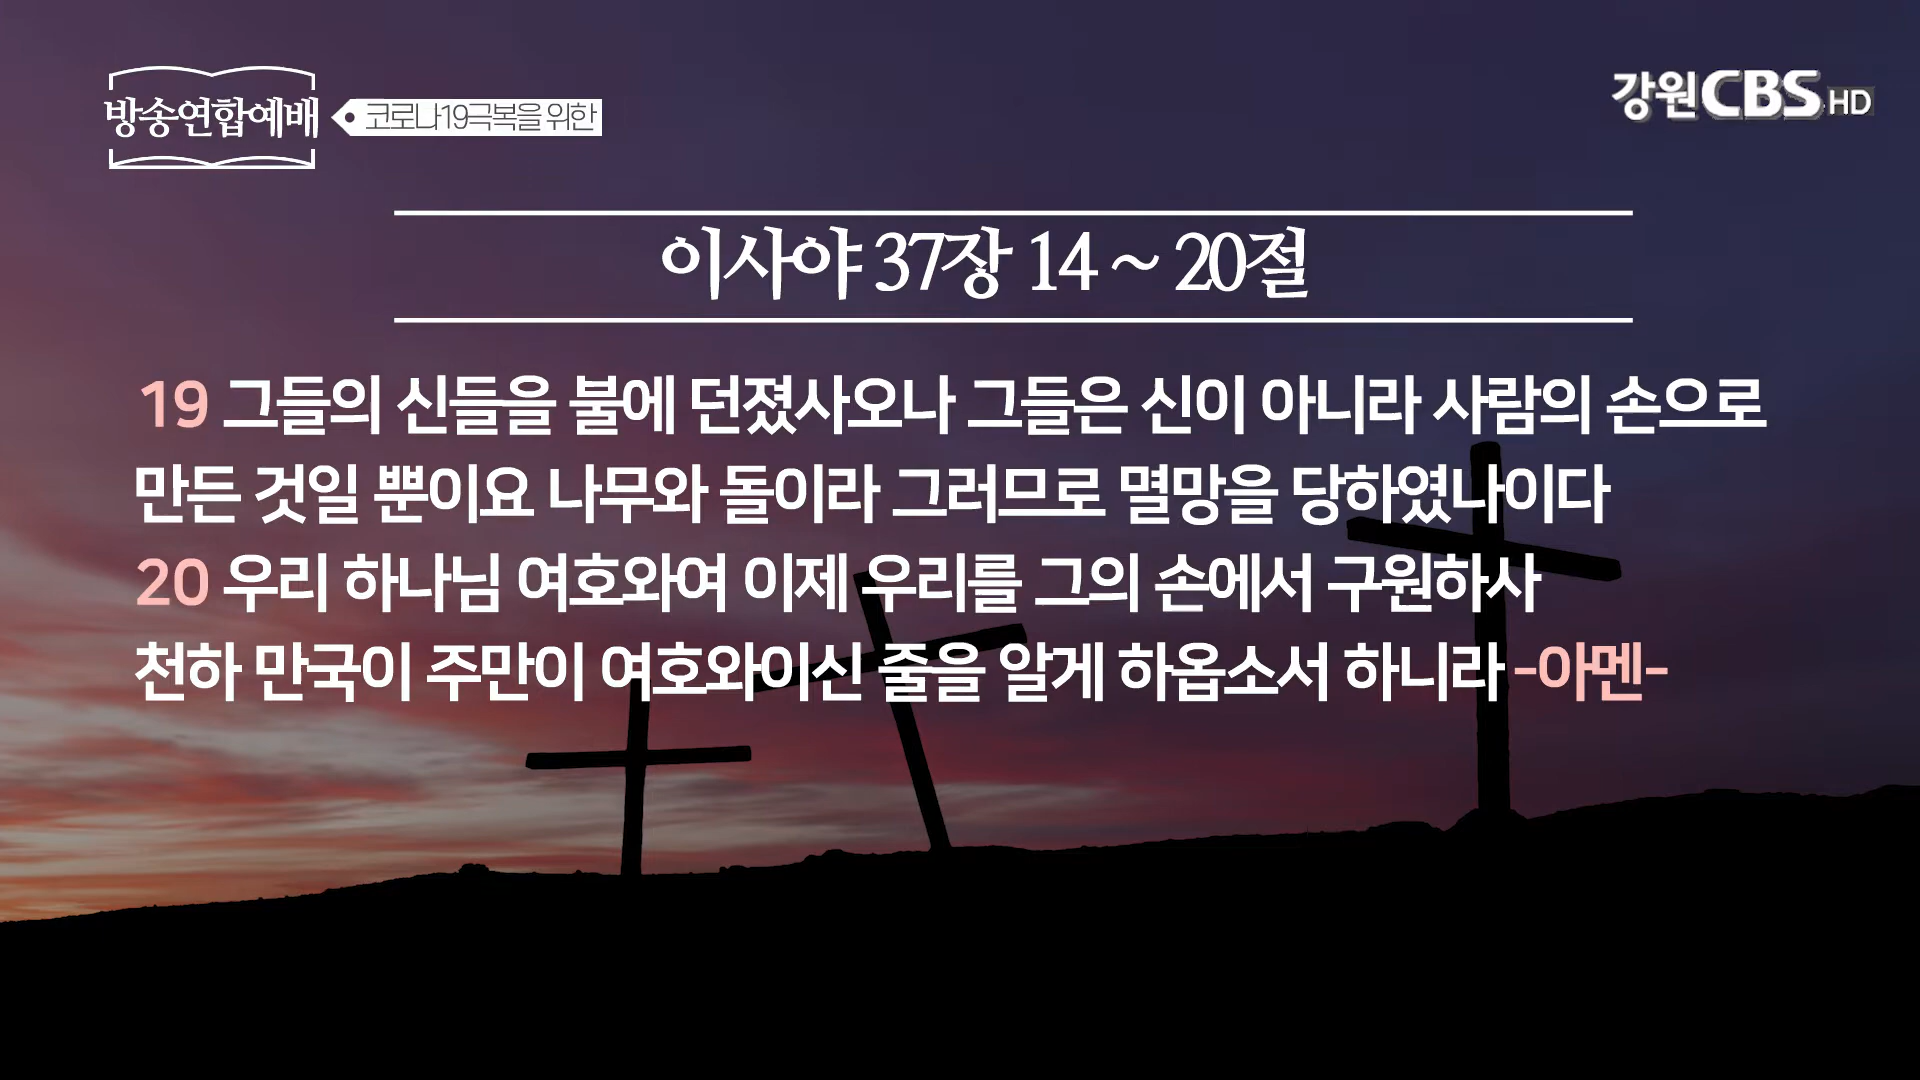 방송연합예배
코로나19극복을 위한
강원CBS HD
이사야 37장 14 ~ 20절
19 그들의 신들을 불에 던졌사오나 그들은 신이 아니라 사람의 손으로
만든 것일 뿐이요 나무와 돌이라 그러므로 멸망을 당하였나이다
20 우리 하나님 여호와여 이제 우리를 그의 손에서 구원하사
천하 만국이 주만이 여호와이신 줄을 알게 하옵소서 하니라 -아멘-